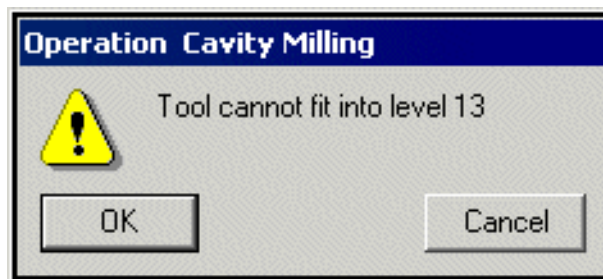 Operation Cavity Milling
Tool cannot fit into level 13
OK
Cancel